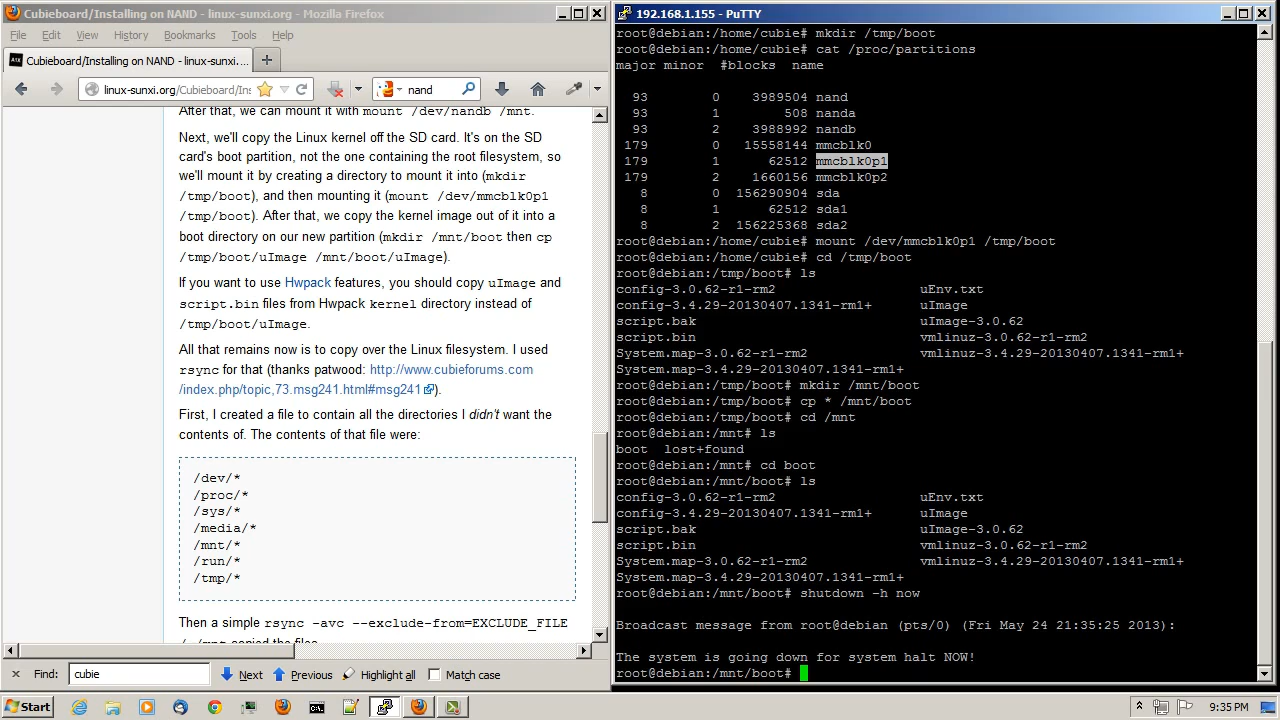 Cubieboard/Installing on NAND - linux-sunxi.org - Mozilla Firefox
File Edit View History Bookmarks Tools Help
Cubieboard/Installing on NAND - linux-sunxi....
linux-sunxi.org/Cubieboard/Ins
nand
After that, we can mount it with mount /dev/nandb /mnt.
Next, we'll copy the Linux kernel off the SD card. It's on the SD
card's boot partition, not the one containing the root filesystem, so
we'll mount it by creating a directory to mount it into (mkdir
/tmp/boot), and then mounting it (mount /dev/mmcblk0p1
/tmp/boot). After that, we copy the kernel image out of it into a
boot directory on our new partition (mkdir /mnt/boot then cp
/tmp/boot/uImage /mnt/boot/uImage).
If you want to use Hwpack features, you should copy uImage and
script.bin files from Hwpack kernel directory instead of
/tmp/boot/uImage.
All that remains now is to copy over the Linux filesystem. I used
rsync for that (thanks patwood: http://www.cubieforums.com
/index.php/topic,73.msg241.html#msg241).
First, I created a file to contain all the directories I didn't want the
contents of. The contents of that file were:
/dev/*
/proc/*
/sys/*
/media/*
/mnt/*
/run/*
/tmp/*
Then a simple rsync -avc --exclude-from=EXCLUDE_FILE
/ /mnt copied the files
× Find: cubie Next Previous Highlight all Match case
192.168.1.155 - PuTTY
root@debian:/home/cubie# mkdir /tmp/boot
root@debian:/home/cubie# cat /proc/partitions
major minor  #blocks  name
93        0    3989504 nand
93        1        508 nanda
93        2    3988992 nandb
179        0   15558144 mmcblk0
179        1      62512 mmcblk0p1
179        2    1660156 mmcblk0p2
8        0  156290904 sda
8        1      62512 sda1
8        2  156225368 sda2
root@debian:/home/cubie# mount /dev/mmcblk0p1 /tmp/boot
root@debian:/home/cubie# cd /tmp/boot
root@debian:/tmp/boot# ls
config-3.0.62-r1-rm2                  uEnv.txt
config-3.4.29-20130407.1341-rm1+      uImage
script.bak                            uImage-3.0.62
script.bin                            vmlinuz-3.0.62-r1-rm2
System.map-3.0.62-r1-rm2              vmlinuz-3.4.29-20130407.1341-rm1+
System.map-3.4.29-20130407.1341-rm1+
root@debian:/tmp/boot# mkdir /mnt/boot
root@debian:/tmp/boot# cp * /mnt/boot
root@debian:/tmp/boot# cd /mnt
root@debian:/mnt# ls
boot  lost+found
root@debian:/mnt# cd boot
root@debian:/mnt/boot# ls
config-3.0.62-r1-rm2                  uEnv.txt
config-3.4.29-20130407.1341-rm1+      uImage
script.bak                            uImage-3.0.62
script.bin                            vmlinuz-3.0.62-r1-rm2
System.map-3.0.62-r1-rm2              vmlinuz-3.4.29-20130407.1341-rm1+
System.map-3.4.29-20130407.1341-rm1+
root@debian:/mnt/boot# shutdown -h now
Broadcast message from root@debian (pts/0) (Fri May 24 21:35:25 2013):
The system is going down for system halt NOW!
root@debian:/mnt/boot#
Start
9:35 PM